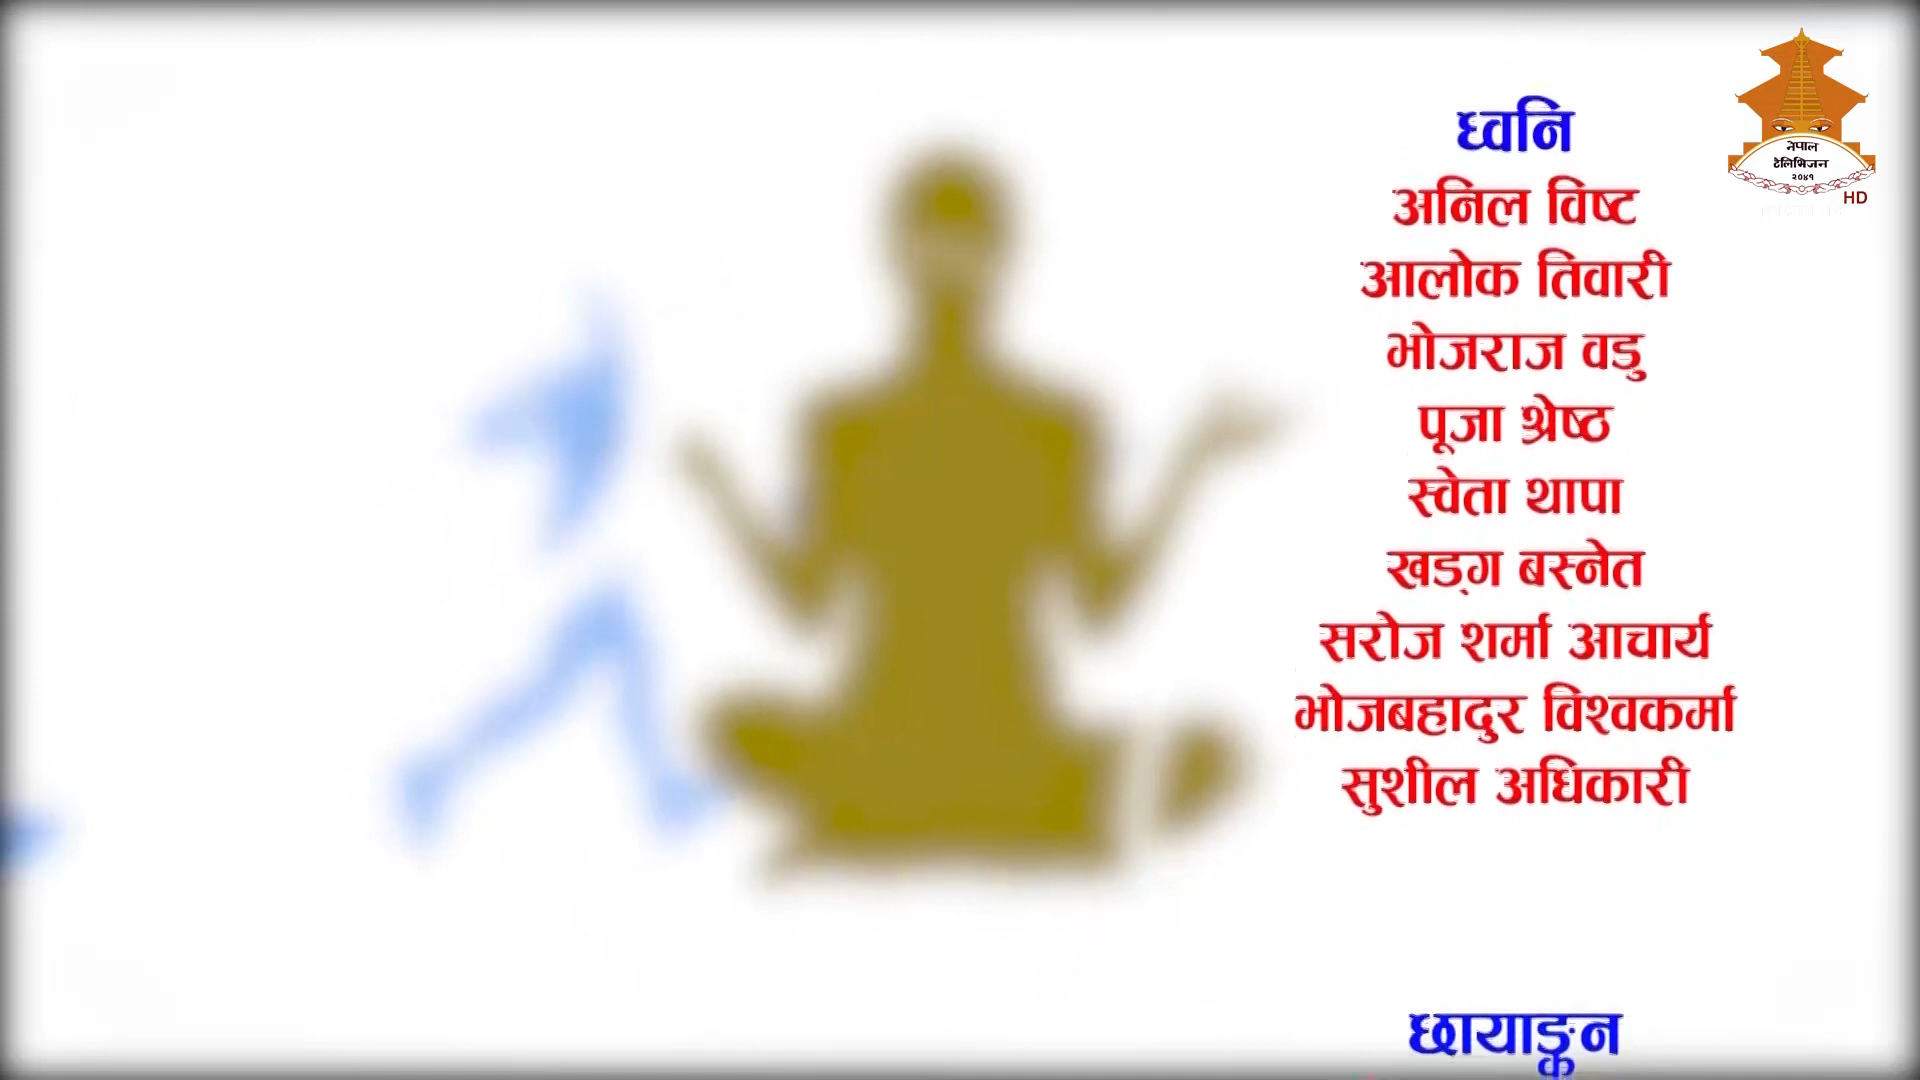 ध्वनि
अनिल विष्ट
आलोक तिवारी
भोजराज वडु
पूजा श्रेष्ठ
स्वेता थापा
खड्ग बस्नेत
सरोज शर्मा आचार्य
भोजबहादुर विश्वकर्मा
सुशील अधिकारी
छायाङ्कन
नेपाल
टेलिभिजन
२०४१
HD